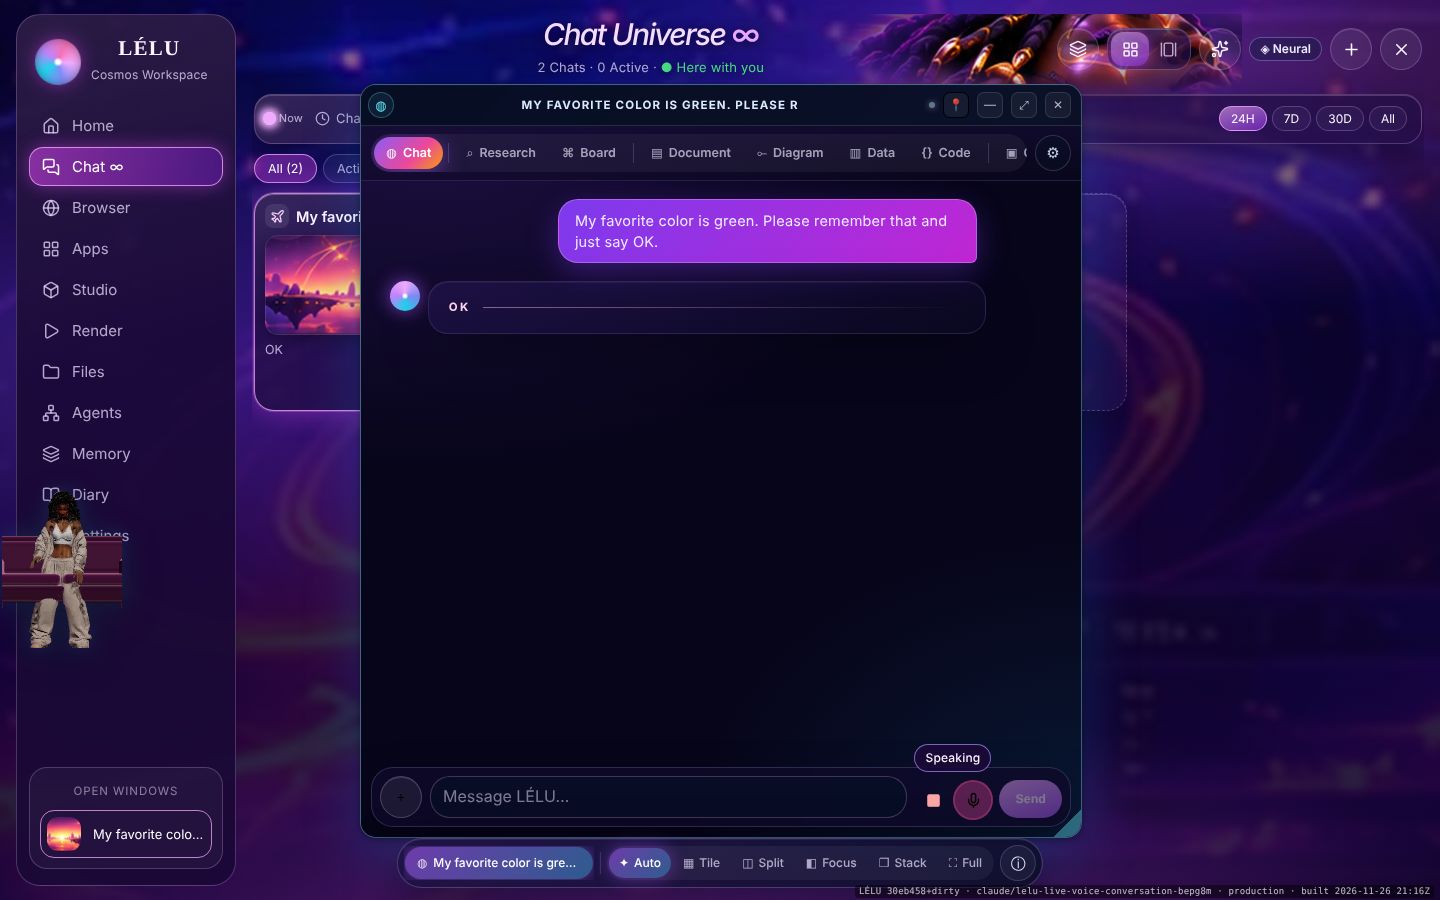 LÉLU
Cosmos Workspace
Home
Chat ∞
Browser
Apps
Studio
Render
Files
Agents
Memory
Diary
ettings
OPEN WINDOWS
My favorite colo...
Chat Universe ∞
2 Chats · 0 Active · ● Here with you
◈ Neural
Now
Cha
24H
7D
30D
All
All (2)
Acti
My favori
OK
MY FAVORITE COLOR IS GREEN. PLEASE R
Chat
Research
⌘ Board
Document
Diagram
Data
{} Code
My favorite color is green. Please remember that and
just say OK.
OK
Speaking
+
Message LÉLU...
Send
My favorite color is gre...
✦ Auto
Tile
Split
Focus
Stack
Full
LÉLU 30eb458+dirty · claude/lelu-live-voice-conversation-bepg8m · production · built 2026-11-26 21:16Z